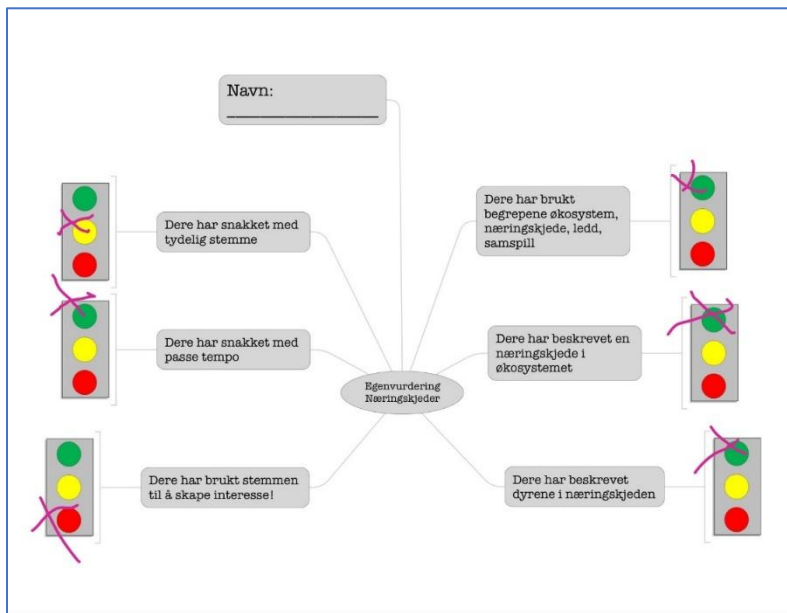 Navn:
Dere har snakket med
tydelig stemme
Dere har snakket med
passe tempo
Dere har brukt stemmen
til å skape interesse!
Egenvurdering
Næringskjeder
Dere har brukt
begrepene økosystem,
næringskjede, ledd,
samspill
Dere har beskrevet en
næringskjede i
økosystemet
Dere har beskrevet
dyrene i næringskjeden